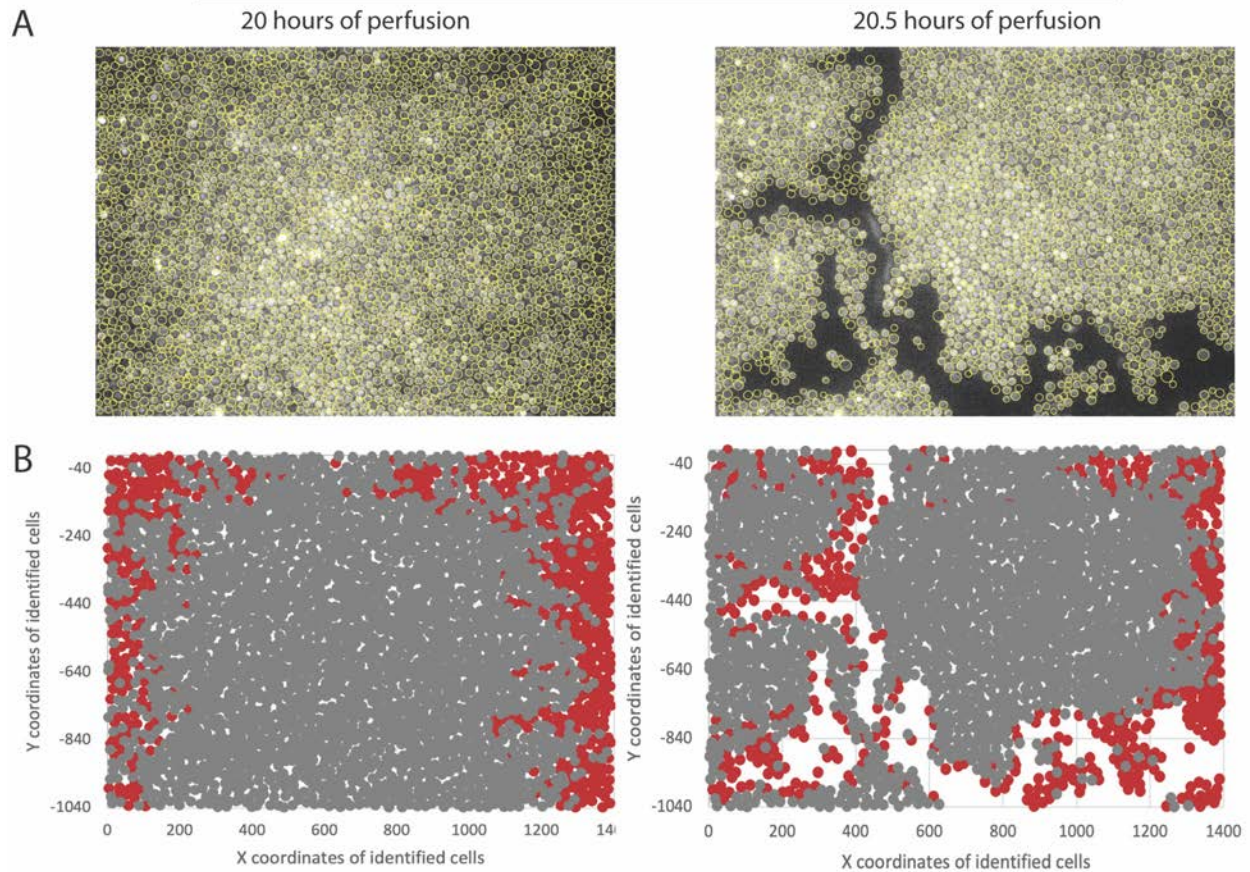 A
20 hours of perfusion
20.5 hours of perfusion
B
Y coordinates of identified cells
-40
-240
-440
-640
-840
-1040
0 200 400 600 800 1000 1200
X coordinates of identified cells
Y coordinates of identified cells
-40
-240
-440
-640
-840
-1040
0 200 400 600 800 1000 1200 1400
X coordinates of identified cells